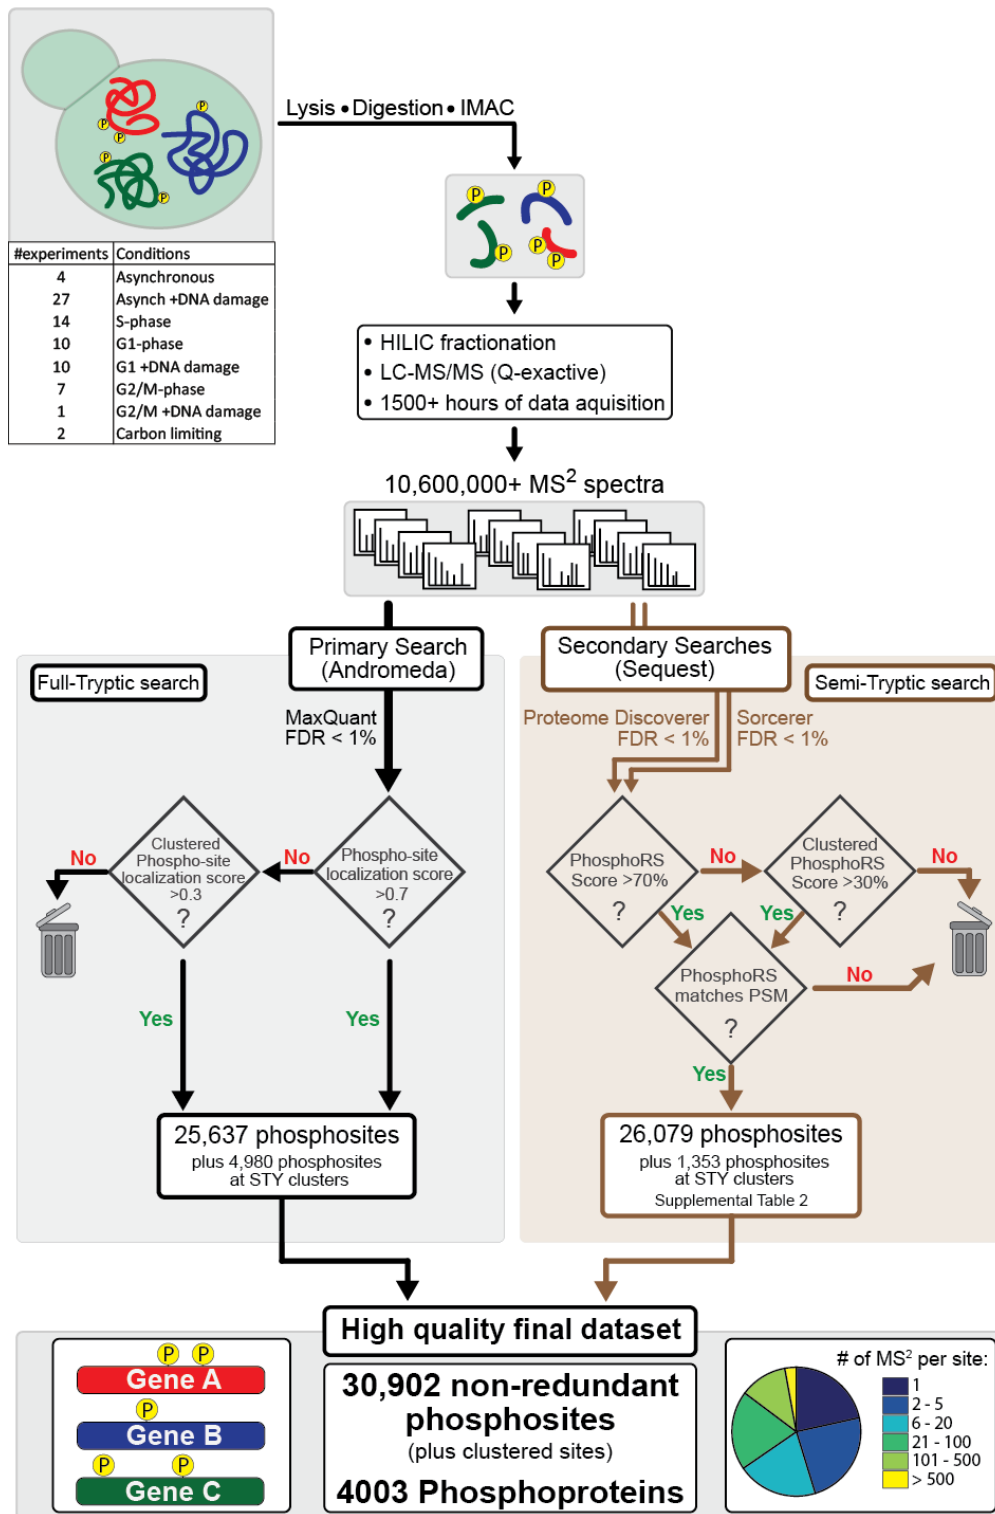 P
P
P
P
P
Lysis • Digestion • IMAC
P
P
P
P
P
#experiments Conditions
4 Asynchronous
27 Asynch +DNA damage
14 S-phase
10 G1-phase
10 G1 +DNA damage
7 G2/M-phase
1 G2/M +DNA damage
2 Carbon limiting
• HILIC fractionation
• LC-MS/MS (Q-exactive)
• 1500+ hours of data aquisition
10,600,000+ MS² spectra
Primary Search
(Andromeda)
Full-Tryptic search
MaxQuant
FDR < 1%
Clustered
Phospho-site
localization score
>0.3
?
No
Phospho-site
localization score
>0.7
?
No
Yes
Yes
25,637 phosphosites
plus 4,980 phosphosites
at STY clusters
Secondary Searches
(Sequest)
Semi-Tryptic search
Proteome Discoverer
FDR < 1%
Sorcerer
FDR < 1%
PhosphoRS
Score >70%
?
No
Clustered
PhosphoRS
Score >30%
?
No
Yes
Yes
PhosphoRS
matches PSM
?
No
Yes
26,079 phosphosites
plus 1,353 phosphosites
at STY clusters
Supplemental Table 2
High quality final dataset
P P
Gene A
P
Gene B
P P
Gene C
30,902 non-redundant
phosphosites
(plus clustered sites)
4003 Phosphoproteins
# of MS² per site:
1
2 - 5
6 - 20
21 - 100
101 - 500
> 500